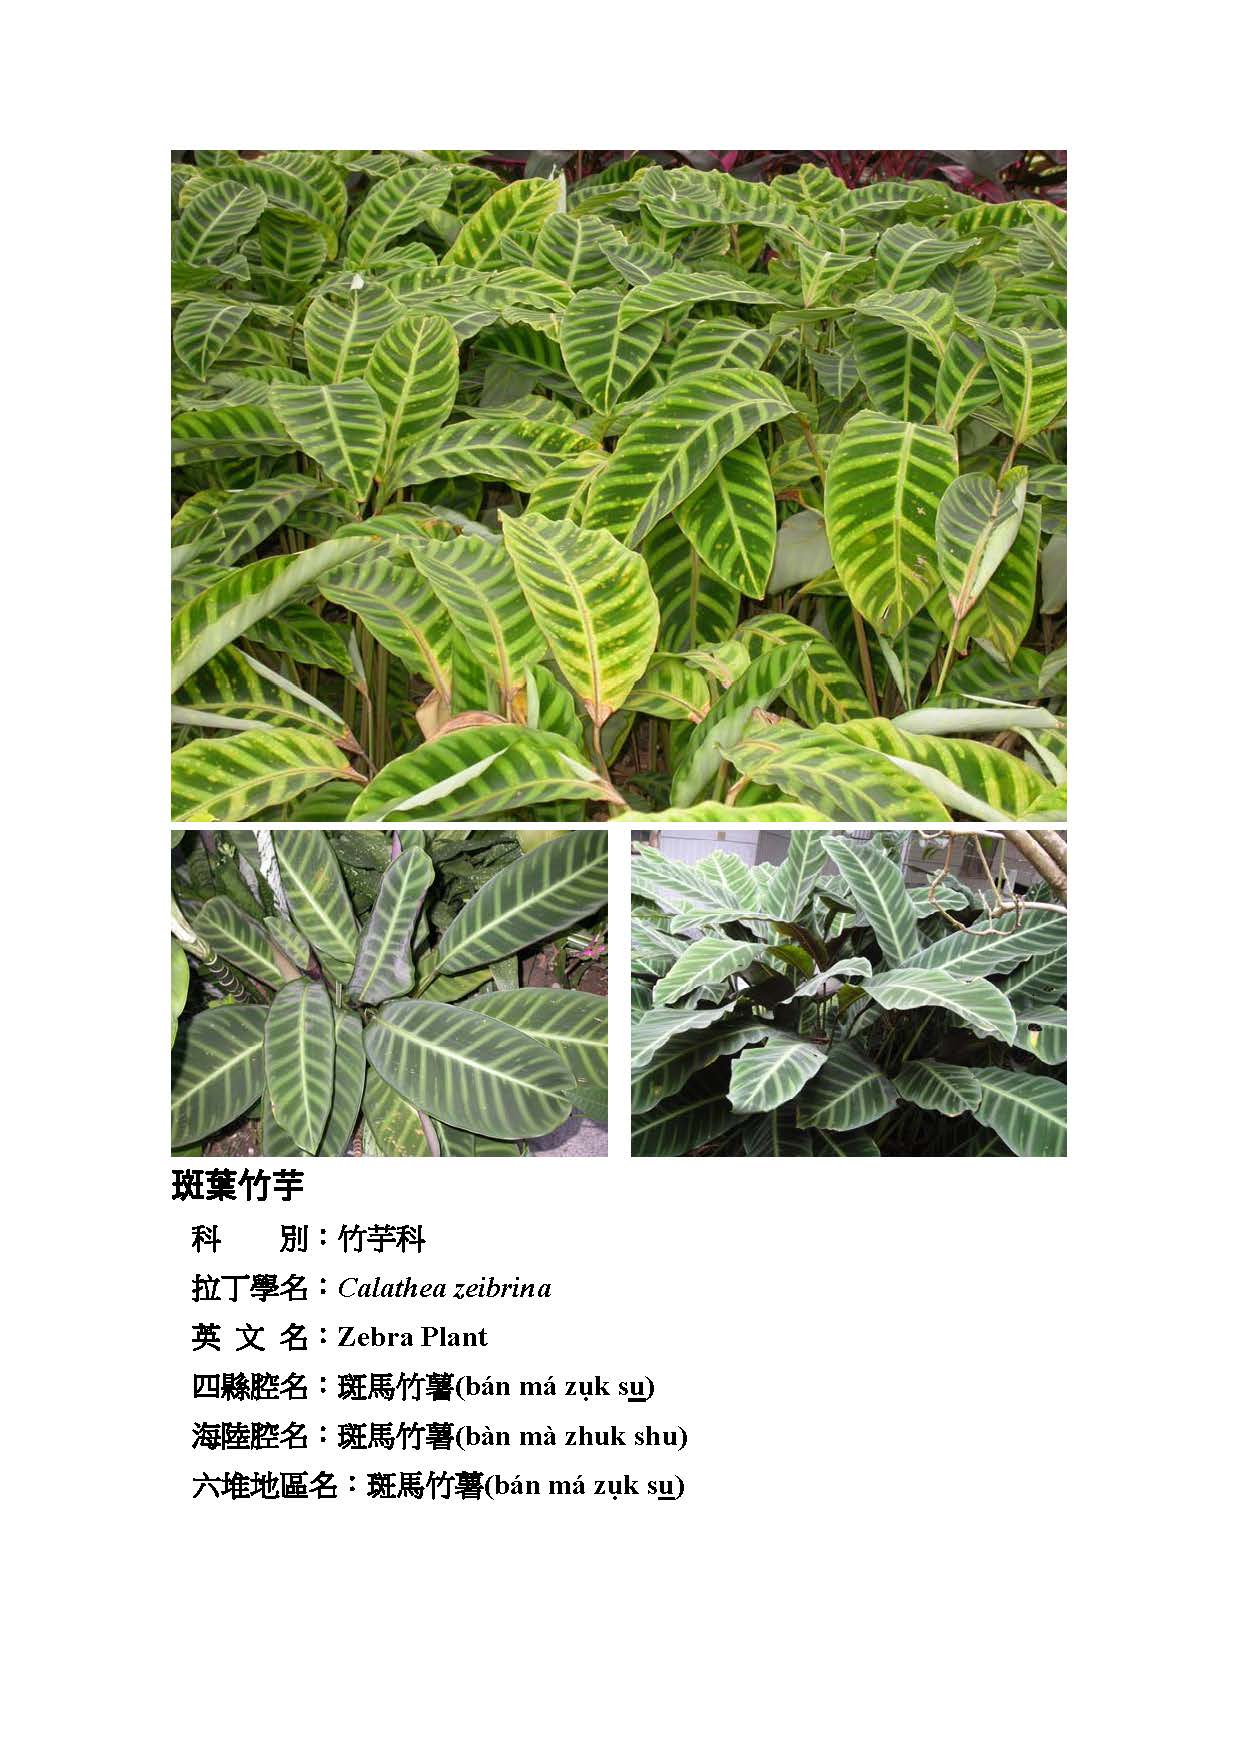 斑葉竹芋
科　　別：竹芋科
拉丁學名：Calathea zeibrina
英 文 名：Zebra Plant
四縣腔名：斑馬竹薯(bán má zụk su)
海陸腔名：斑馬竹薯(bàn mà zhuk shu)
六堆地區名：斑馬竹薯(bán má zụk su)